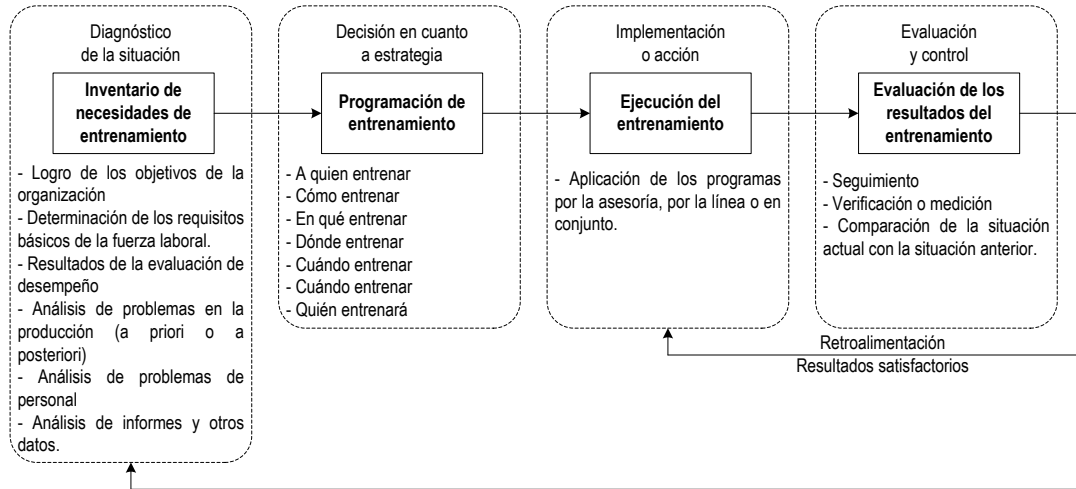 Diagnóstico
de la situación
Inventario de
necesidades de
entrenamiento
- Logro de los objetivos de la
organización
- Determinación de los requisitos
básicos de la fuerza laboral.
- Resultados de la evaluación de
desempeño
- Análisis de problemas en la
producción (a priori o a
posteriori)
- Análisis de problemas de
personal
- Análisis de informes y otros
datos.
Decisión en cuanto
a estrategia
Programación de
entrenamiento
- A quien entrenar
- Cómo entrenar
- En qué entrenar
- Dónde entrenar
- Cuándo entrenar
- Cuándo entrenar
- Quién entrenará
Implementación
o acción
Ejecución del
entrenamiento
- Aplicación de los programas
por la asesoría, por la línea o en
conjunto.
Evaluación
y control
Evaluación de los
resultados del
entrenamiento
- Seguimiento
- Verificación o medición
- Comparación de la situación
actual con la situación anterior.
Retroalimentación
Resultados satisfactorios